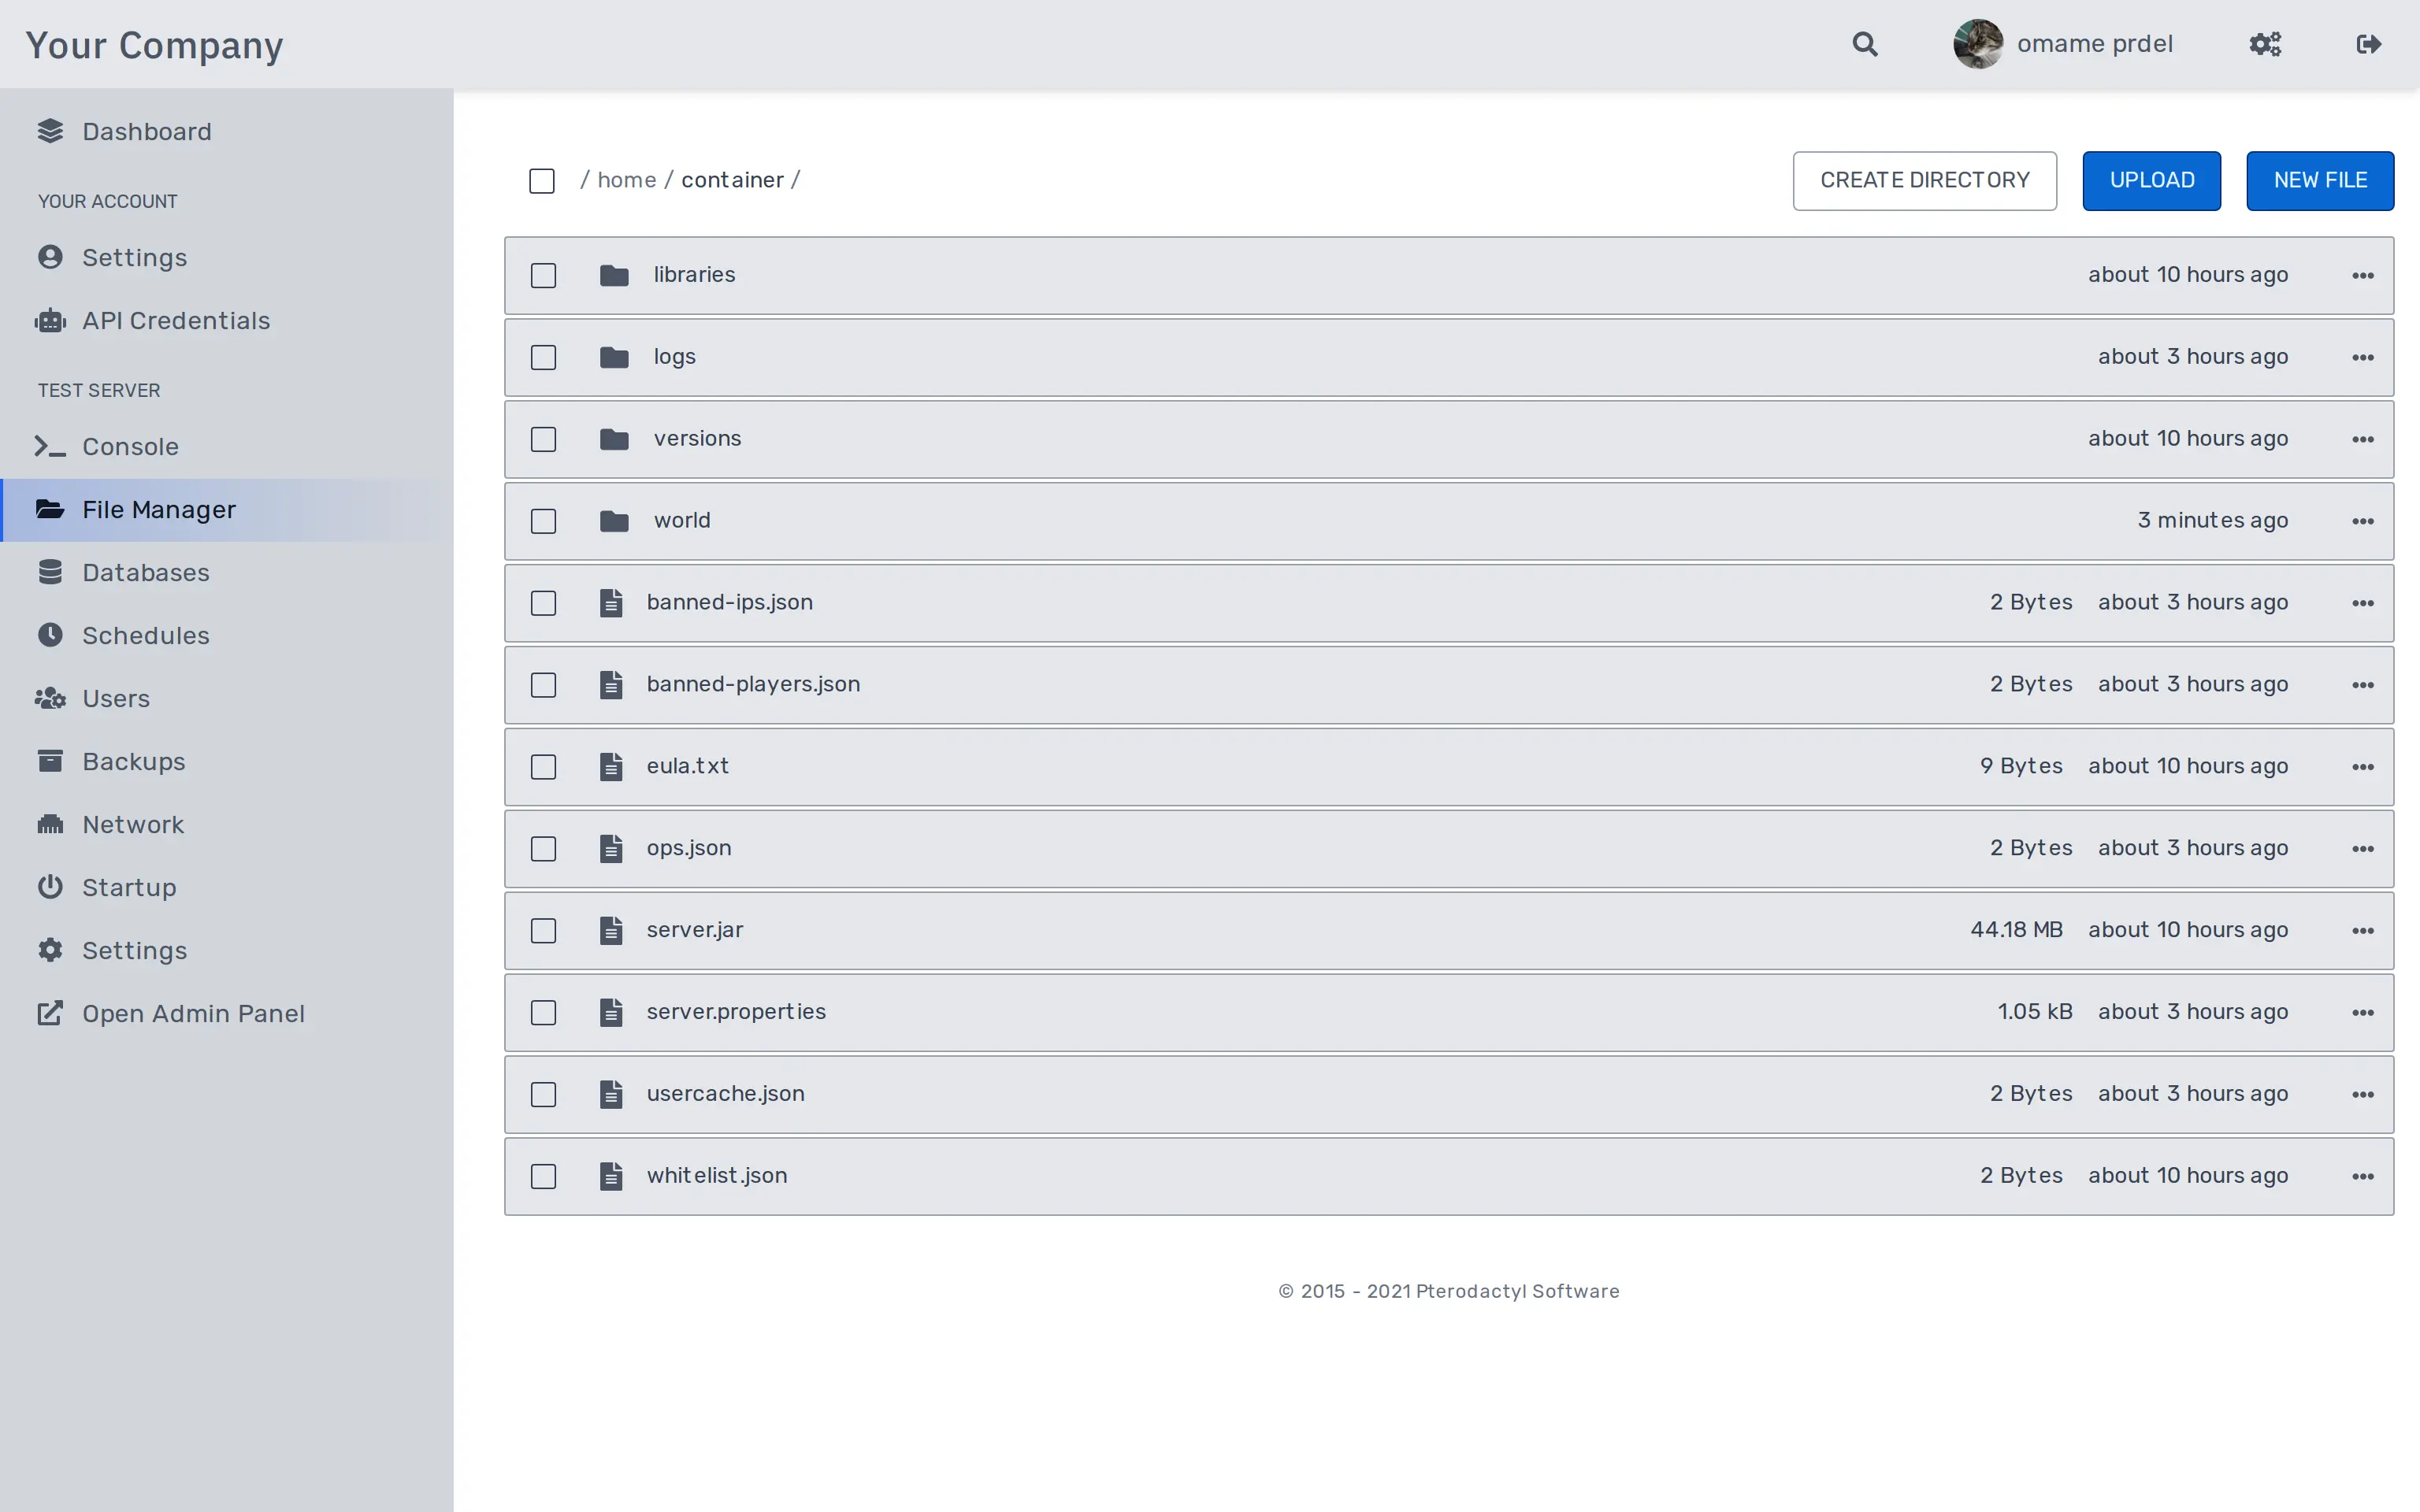 Your Company
omame prdel
Dashboard
YOUR ACCOUNT
Settings
API Credentials
TEST SERVER
Console
File Manager
Databases
Schedules
Users
Backups
Network
Startup
Settings
Open Admin Panel
/ home / container /
CREATE DIRECTORY
UPLOAD
NEW FILE
libraries about 10 hours ago
logs about 3 hours ago
versions about 10 hours ago
world 3 minutes ago
banned-ips.json 2 Bytes about 3 hours ago
banned-players.json 2 Bytes about 3 hours ago
eula.txt 9 Bytes about 10 hours ago
ops.json 2 Bytes about 3 hours ago
server.jar 44.18 MB about 10 hours ago
server.properties 1.05 kB about 3 hours ago
usercache.json 2 Bytes about 3 hours ago
whitelist.json 2 Bytes about 10 hours ago
© 2015 - 2021 Pterodactyl Software